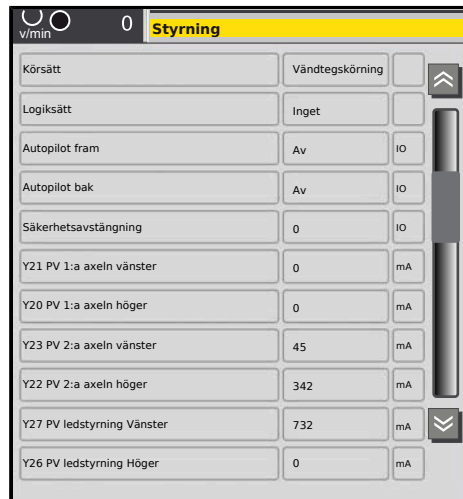 v/min 0 Styrning
Körsätt Vändtegskörning
Logiksätt Inget
Autopilot fram Av IO
Autopilot bak Av IO
Säkerhetsavstängning 0 IO
Y21 PV 1:a axeln vänster 0 mA
Y20 PV 1:a axeln höger 0 mA
Y23 PV 2:a axeln vänster 45 mA
Y22 PV 2:a axeln höger 342 mA
Y27 PV ledstyrning Vänster 732 mA
Y26 PV ledstyrning Höger 0 mA